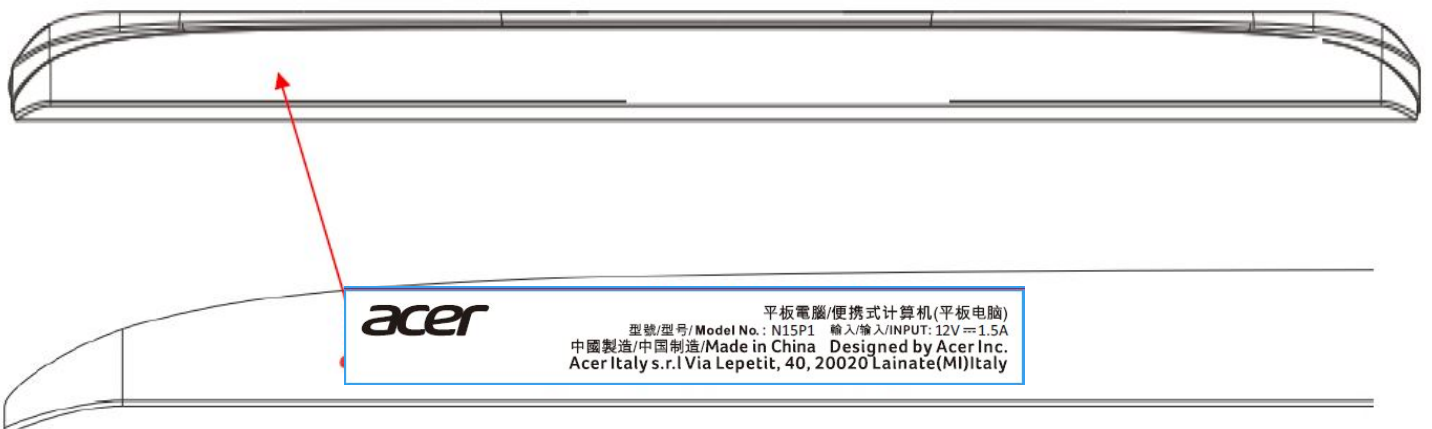 acer
平板電腦/便携式计算机(平板电脑)
型號/型号/Model No.: N15P1 輸入/输入/INPUT: 12V⎓1.5A
中國製造/中国制造/Made in China Designed by Acer Inc.
Acer Italy s.r.l Via Lepetit, 40, 20020 Lainate(MI)Italy